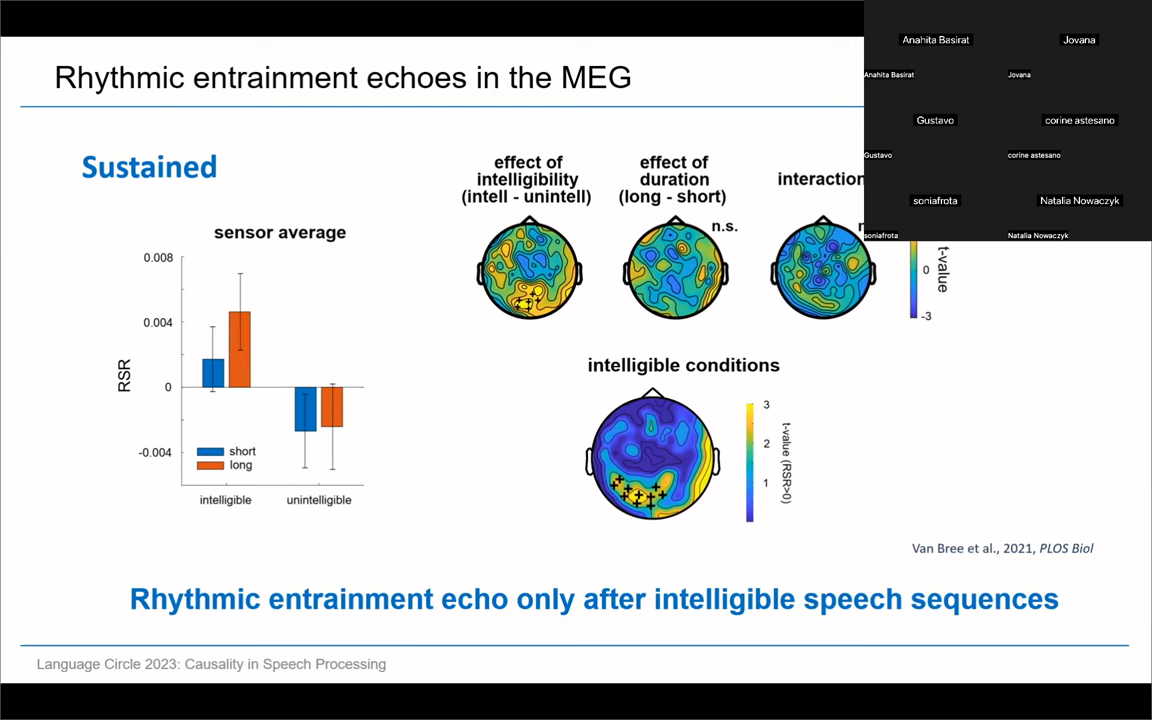 Rhythmic entrainment echoes in the MEG
Anahita Basirat
Jovana
Anahita Basirat
Jovana
Gustavo
corine astesano
Gustavo
corine astesano
soniafrota
Natalia Nowaczyk
soniafrota
Natalia Nowaczyk
Sustained
effect of
intelligibility
(intell - unintell)
effect of
duration
(long - short)
n.s.
interaction
n
t-value
0
-3
sensor average
0.008
0.004
0
-0.004
RSR
short
long
intelligible
unintelligible
intelligible conditions
3
2
1
t-value (RSR>0)
Van Bree et al., 2021, PLOS Biol
Rhythmic entrainment echo only after intelligible speech sequences
Language Circle 2023: Causality in Speech Processing